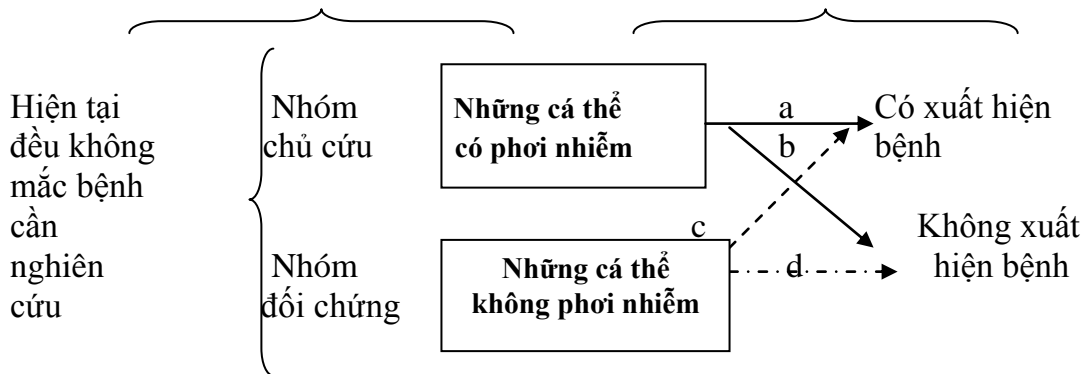 Hiện tại
đều không
mắc bệnh
cần
nghiên
cứu
Nhóm
chủ cứu
Những cá thể
có phơi nhiễm
a
b
Có xuất hiện
bệnh
c
Nhóm
đối chứng
Những cá thể
không phơi nhiễm
d
Không xuất
hiện bệnh